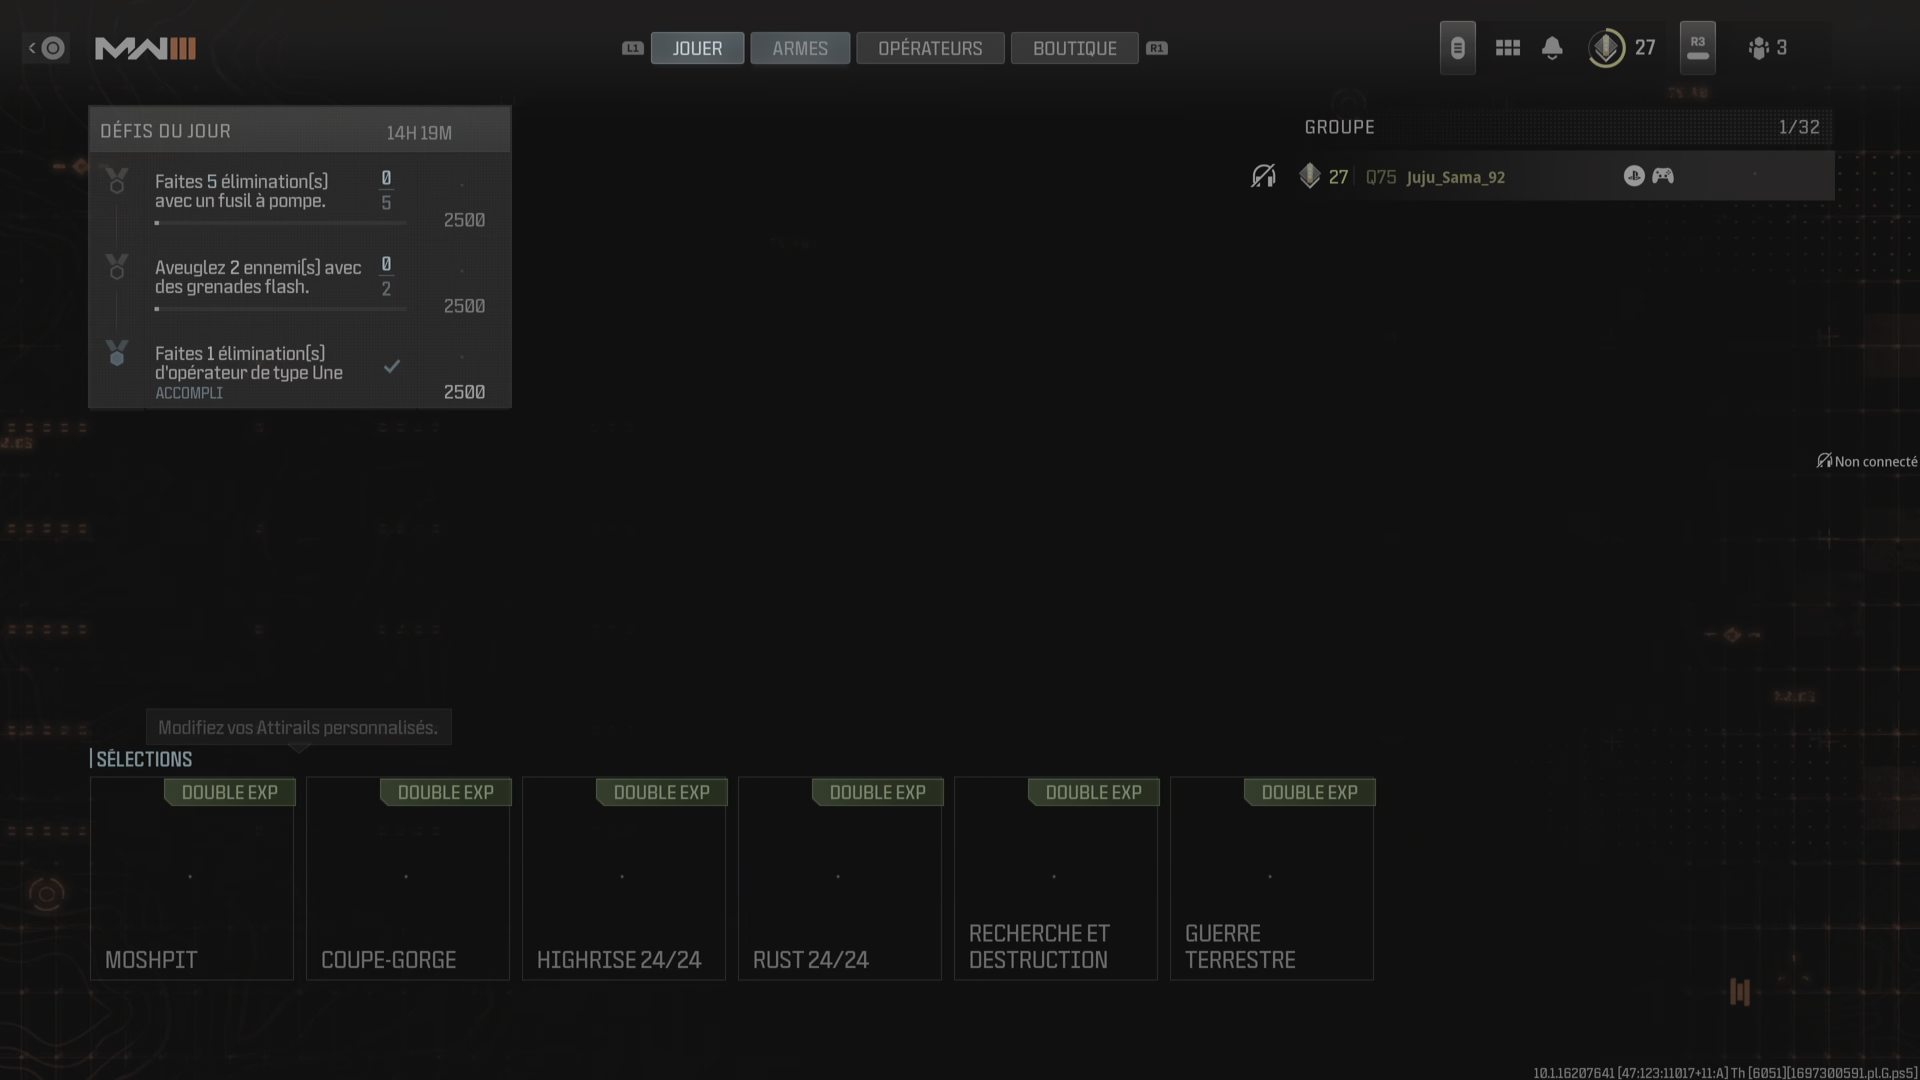 MWIII
L1
JOUER
ARMES
OPÉRATEURS
BOUTIQUE
R1
27
R3
3
DÉFIS DU JOUR
14H 19M
Faites 5 élimination(s)
avec un fusil à pompe.
0
5
2500
Aveuglez 2 ennemi(s) avec
des grenades flash.
0
2
2500
Faites 1 élimination(s)
d'opérateur de type Une
ACCOMPLI
2500
GROUPE
1/32
27 Q75 Juju_Sama_92
Non connecté
Modifiez vos Attirails personnalisés.
SÉLECTIONS
DOUBLE EXP
MOSHPIT
DOUBLE EXP
COUPE-GORGE
DOUBLE EXP
HIGHRISE 24/24
DOUBLE EXP
RUST 24/24
DOUBLE EXP
RECHERCHE ET
DESTRUCTION
DOUBLE EXP
GUERRE
TERRESTRE
10.1.16207641 [47:123:11017+11:A] Th [6051][1697300591.pl.G.ps5]